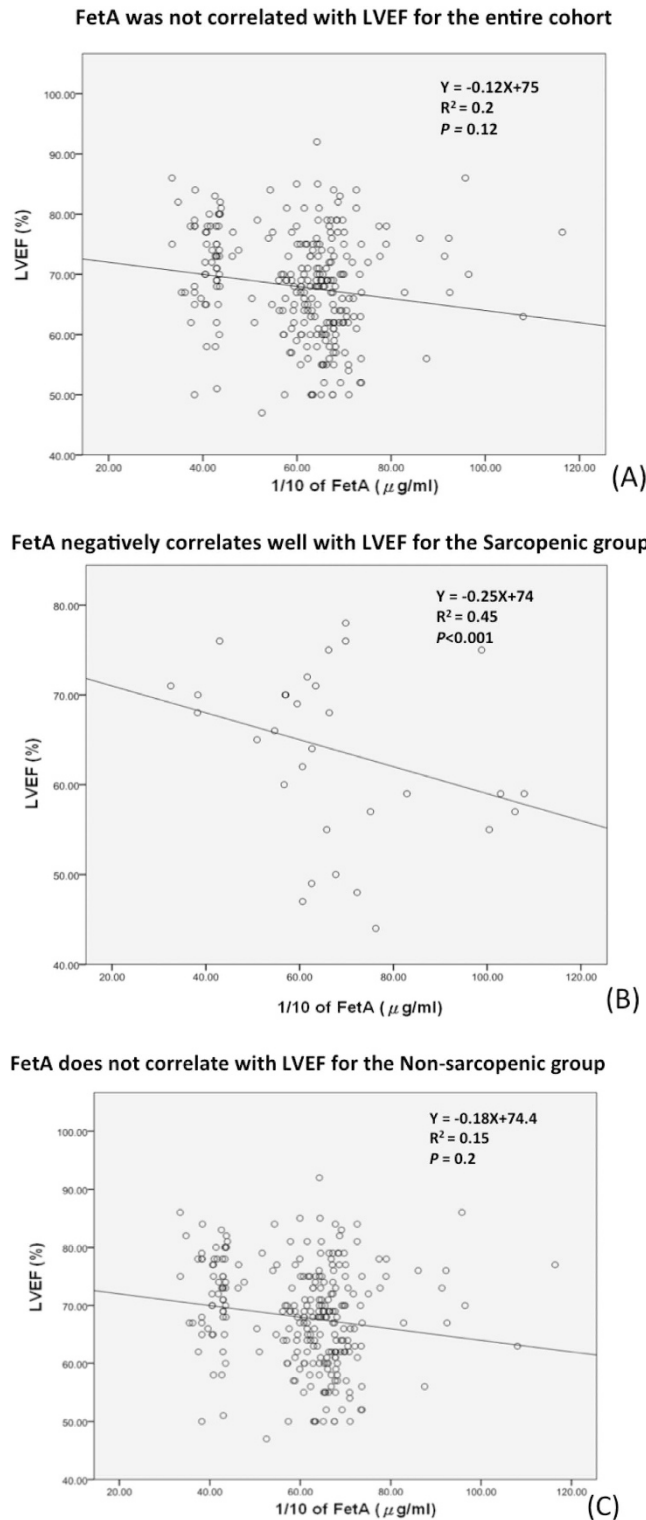 FetA was not correlated with LVEF for the entire cohort
Y = -0.12X+75
R² = 0.2
P = 0.12
100.00
90.00
80.00
70.00
60.00
50.00
40.00
LVEF (%)
20.00 40.00 60.00 80.00 100.00 120.00
1/10 of FetA (μg/ml)
(A)
FetA negatively correlates well with LVEF for the Sarcopenic group
Y = -0.25X+74
R² = 0.45
P<0.001
80.00
70.00
60.00
50.00
40.00
LVEF (%)
20.00 40.00 60.00 80.00 100.00 120.00
1/10 of FetA (μg/ml)
(B)
FetA does not correlate with LVEF for the Non-sarcopenic group
Y = -0.18X+74.4
R² = 0.15
P = 0.2
100.00
90.00
80.00
70.00
60.00
50.00
40.00
LVEF (%)
20.00 40.00 60.00 80.00 100.00 120.00
1/10 of FetA (μg/ml)
(C)